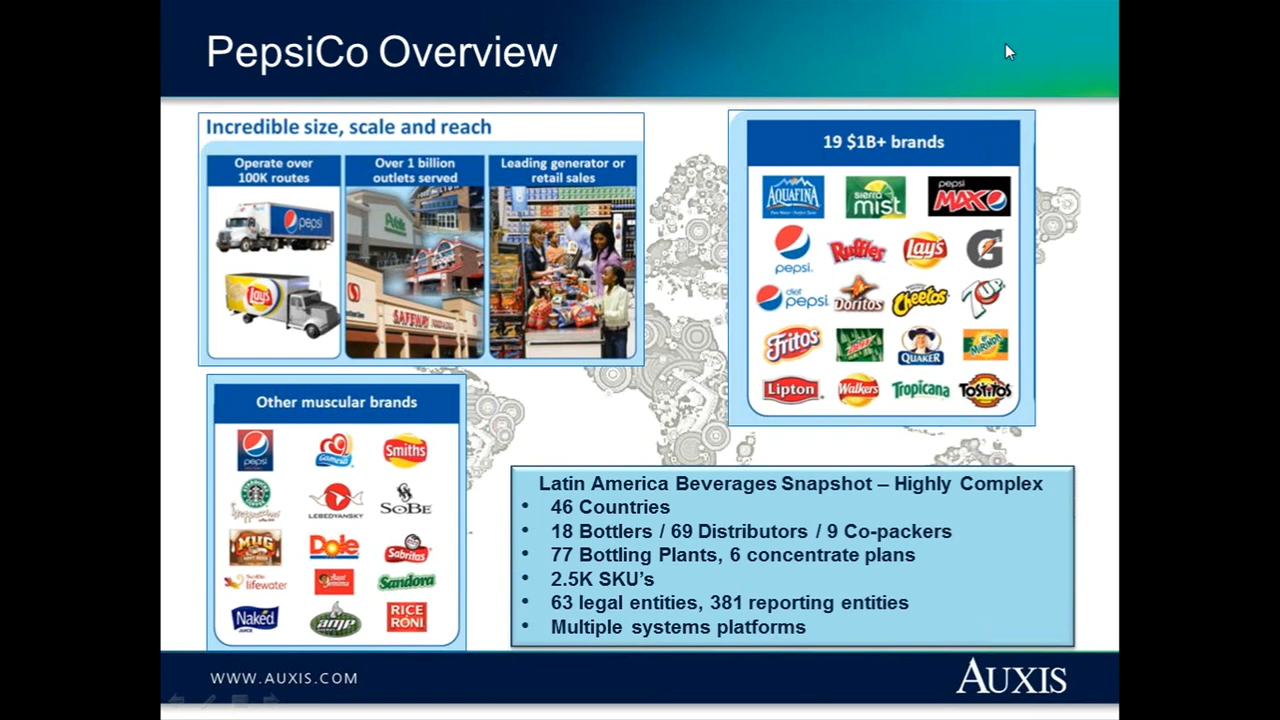 PepsiCo Overview
Incredible size, scale and reach
Operate over
100K routes
Over 1 billion
outlets served
Leading generator or
retail sales
pepsi
Lay's
Publix
SAFEWAY
19 $1B+ brands
AQUAFINA
sierra
mist
pepsi
MAX
pepsi.
Ruffles
Lay's
G
diet
pepsi.
Doritos
Cheetos
7UP
Fritos
QUAKER
Mirinda
Lipton
Walkers
Tropicana
TOSTITOS
Other muscular brands
pepsi
Gamesa
Smiths
LEBEDYANSKY
SoBe
MUG
Dole
Sabritas
lifewater
Aunt
Jemima
Sandora
Naked
JUICE
amp
RICE
RONI
Latin America Beverages Snapshot – Highly Complex
• 46 Countries
• 18 Bottlers / 69 Distributors / 9 Co-packers
• 77 Bottling Plants, 6 concentrate plans
• 2.5K SKU's
• 63 legal entities, 381 reporting entities
• Multiple systems platforms
WWW.AUXIS.COM
AUXIS